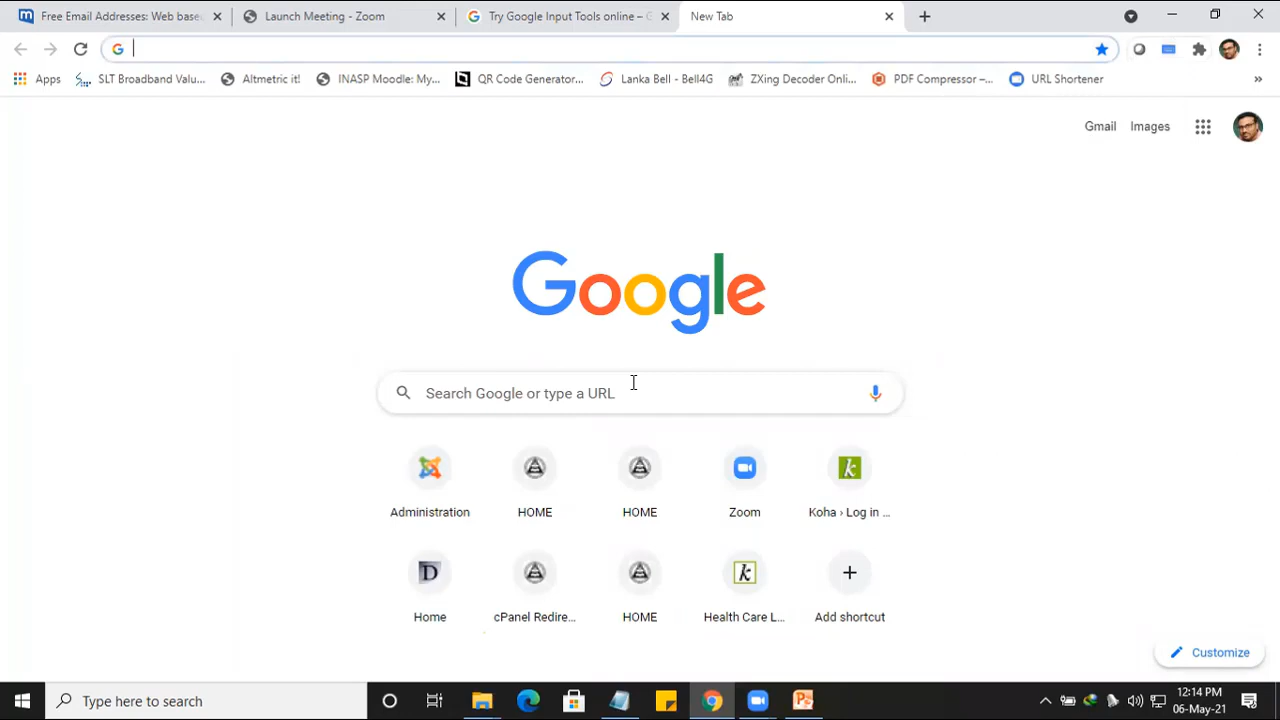 Free Email Addresses: Web base
Launch Meeting - Zoom
Try Google Input Tools online – G
New Tab
Apps
SLT Broadband Valu...
Altmetric it!
INASP Moodle: My...
QR Code Generator...
Lanka Bell - Bell4G
ZXing Decoder Onli...
PDF Compressor –...
URL Shortener
»
Gmail
Images
Google
Search Google or type a URL
Administration
HOME
HOME
Zoom
Koha › Log in ...
Home
cPanel Redire...
HOME
Health Care L...
Add shortcut
Customize
Type here to search
12:14 PM
06-May-21